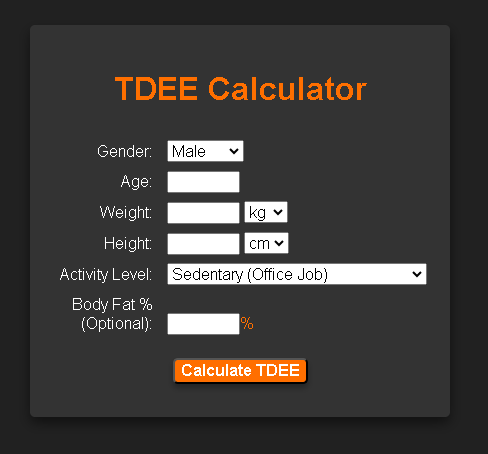 TDEE Calculator
Gender: Male
Age:
Weight: kg
Height: cm
Activity Level: Sedentary (Office Job)
Body Fat %
(Optional): %
Calculate TDEE